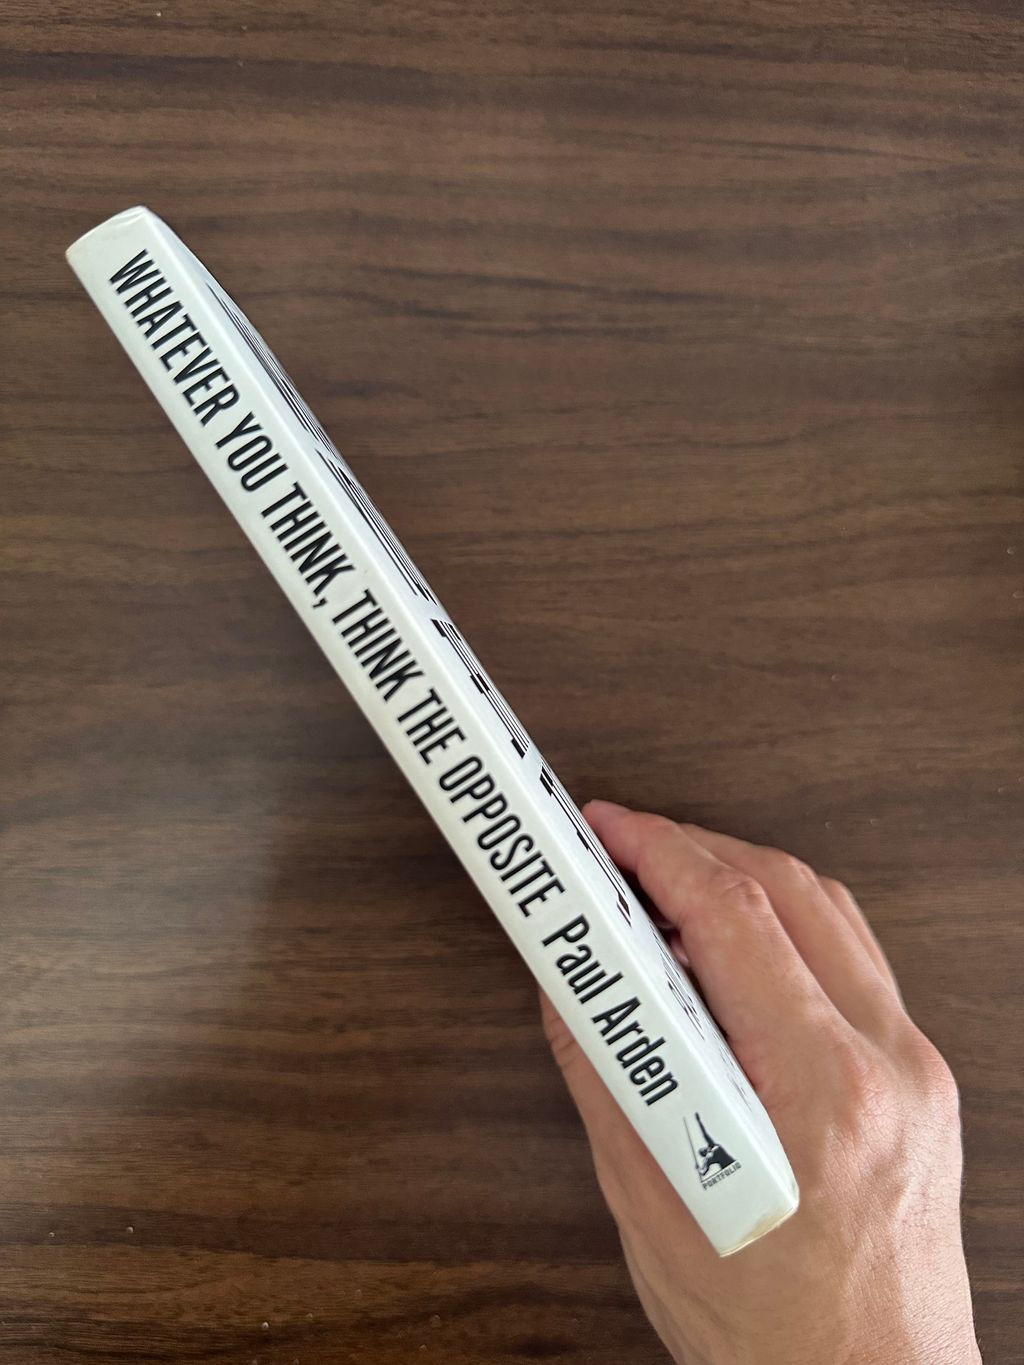 WHATEVER YOU THINK, THINK THE OPPOSITE Paul Arden
PORTFOLIO